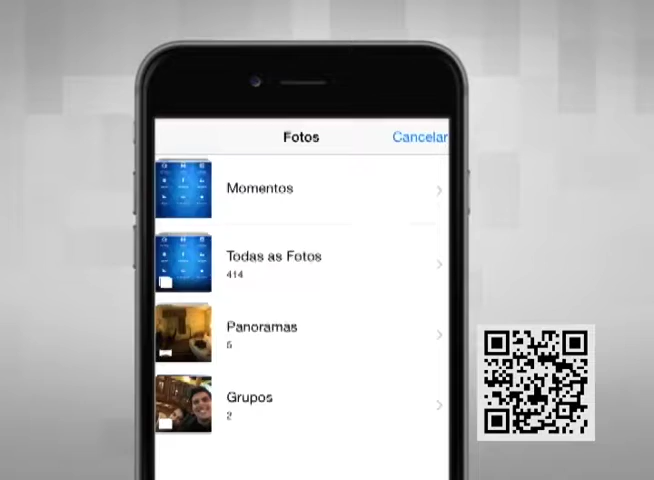 Fotos
Cancelar
Momentos
Todas as Fotos
414
Panoramas
5
Grupos
2